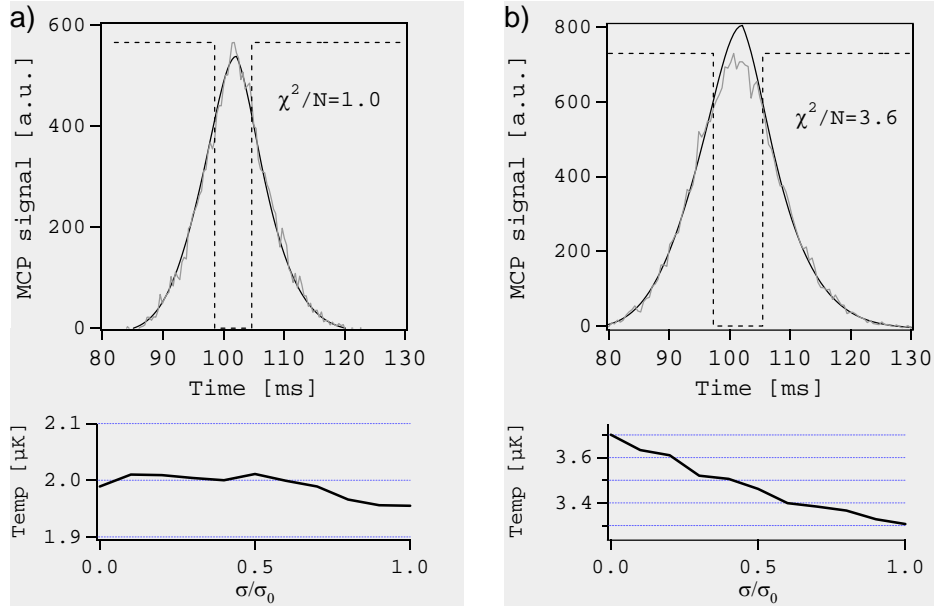 a)
MCP signal [a.u.]
600
400
200
0
χ²/N=1.0
80 90 100 110 120 130
Time [ms]
Temp [µK]
2.1
2.0
1.9
0.0 0.5 1.0
σ/σ₀
b)
MCP signal [a.u.]
800
600
400
200
0
χ²/N=3.6
80 90 100 110 120 130
Time [ms]
Temp [µK]
3.6
3.4
0.0 0.5 1.0
σ/σ₀